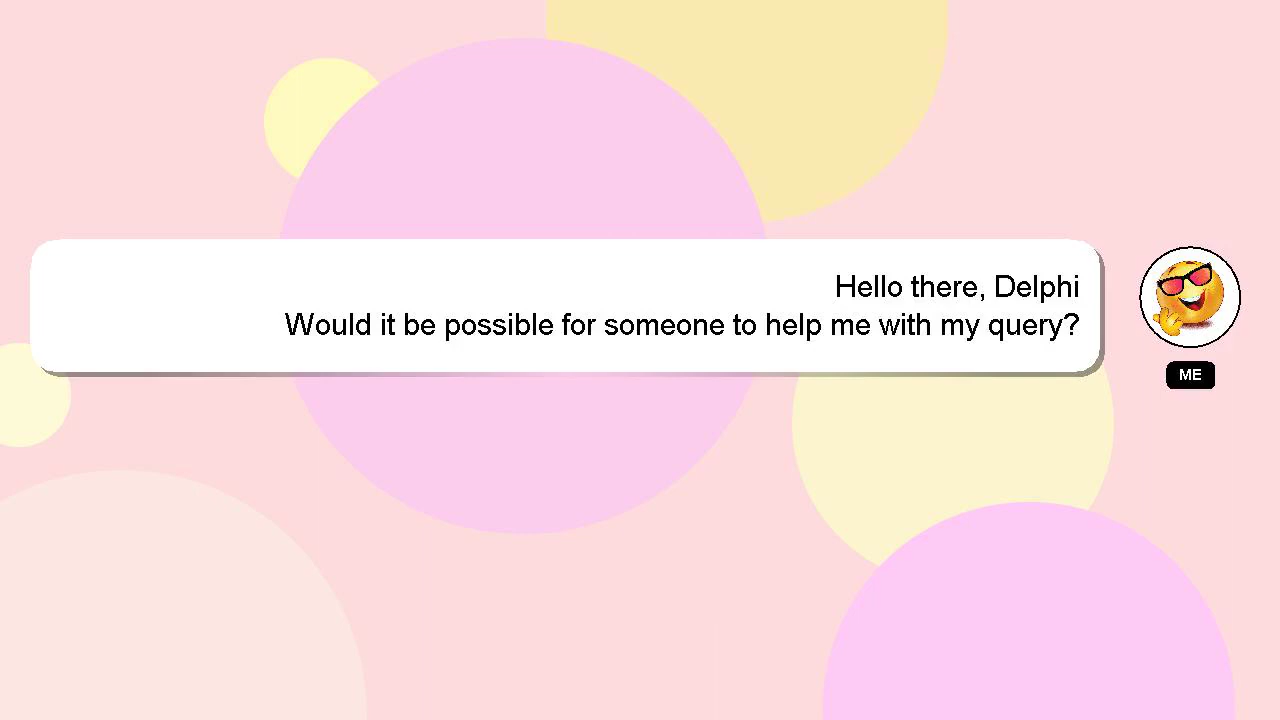 Hello there, Delphi
Would it be possible for someone to help me with my query?
ME